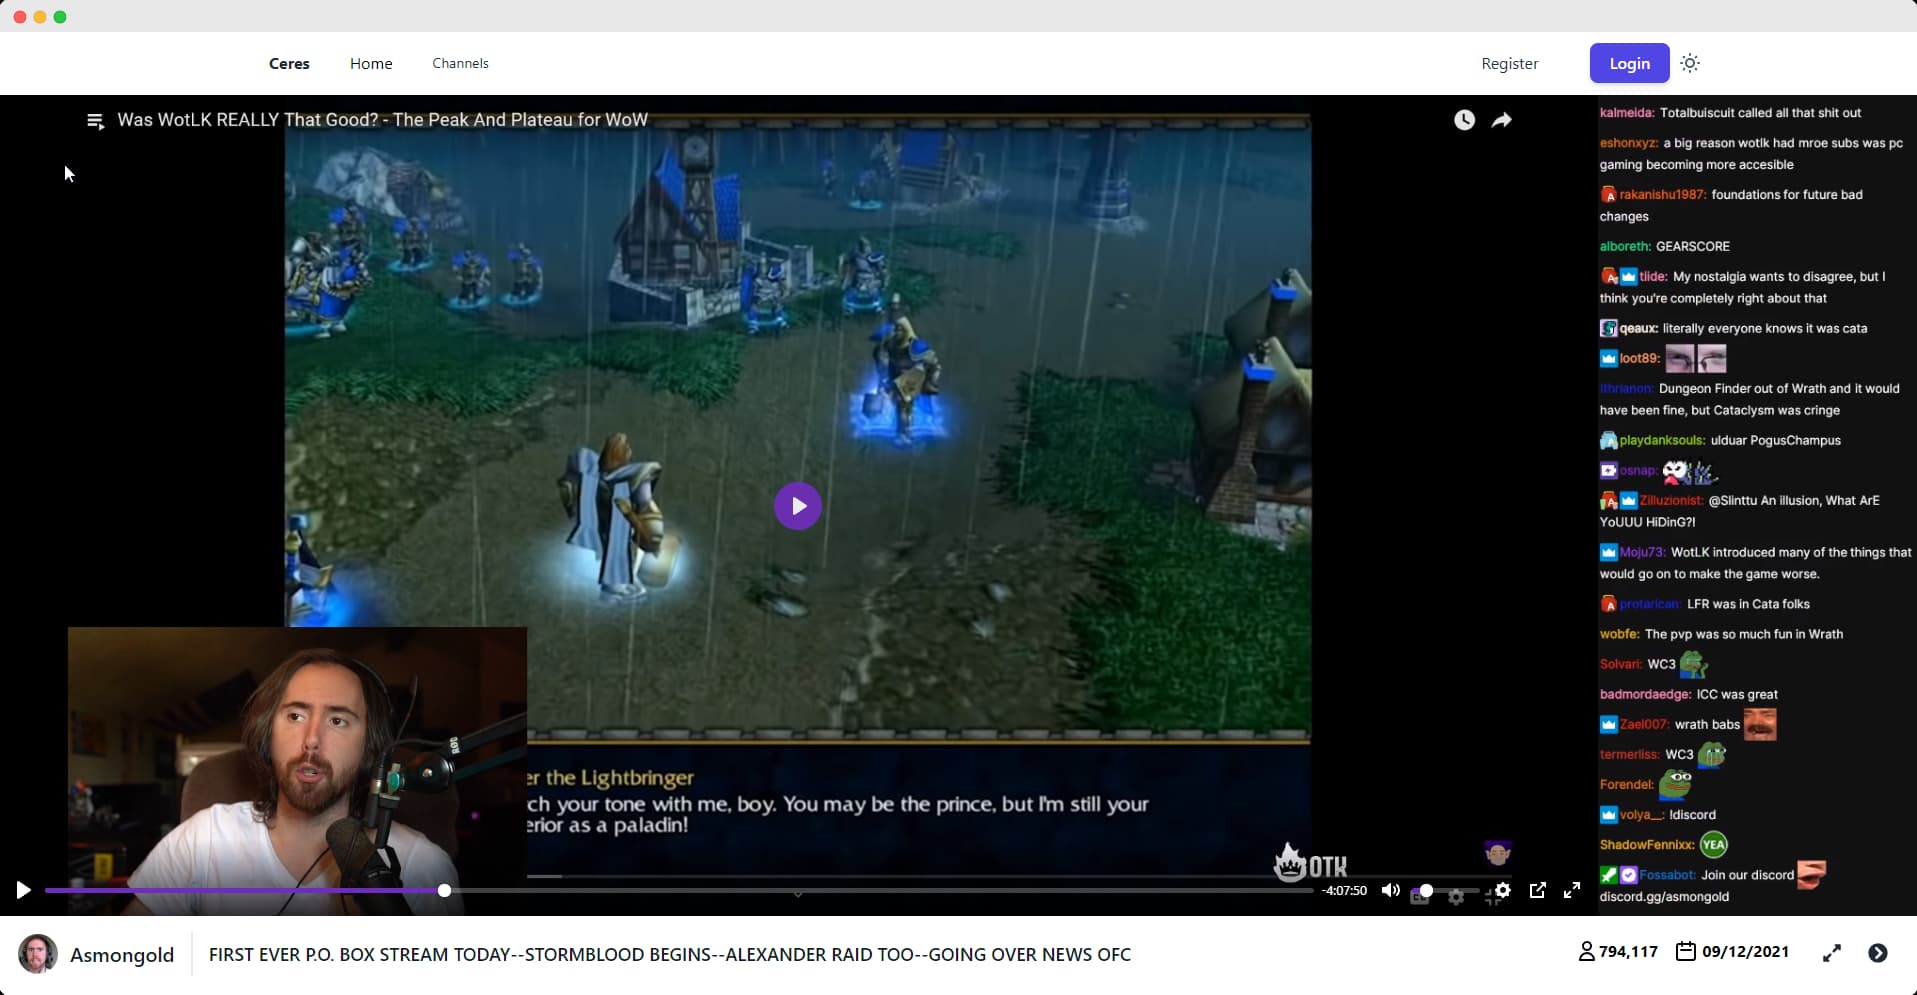 Ceres Home Channels Register Login
Was WotLK REALLY That Good? - The Peak And Plateau for WoW
er the Lightbringer
ch your tone with me, boy. You may be the prince, but I'm still your
erior as a paladin!
OTK
-4:07:50
kalmeida: Totalbuiscuit called all that shit out
eshonxyz: a big reason wotlk had mroe subs was pc
gaming becoming more accesible
rakanishu1987: foundations for future bad
changes
alboreth: GEARSCORE
tlide: My nostalgia wants to disagree, but I
think you're completely right about that
qeaux: literally everyone knows it was cata
loot89:
Ithrianon: Dungeon Finder out of Wrath and it would
have been fine, but Cataclysm was cringe
playdanksouls: ulduar PogusChampus
osnap:
Zilluzionist: @Slinttu An illusion, What ArE
YoUUU HiDinG?!
Moju73: WotLK introduced many of the things that
would go on to make the game worse.
protarican: LFR was in Cata folks
wobfe: The pvp was so much fun in Wrath
Solvari: WC3
badmordaedge: ICC was great
Zael007: wrath babs
termerliss: WC3
Forendel:
volya__: !discord
ShadowFennixx: YEA
Fossabot: Join our discord
discord.gg/asmongold
Asmongold
FIRST EVER P.O. BOX STREAM TODAY--STORMBLOOD BEGINS--ALEXANDER RAID TOO--GOING OVER NEWS OFC
794,117 09/12/2021